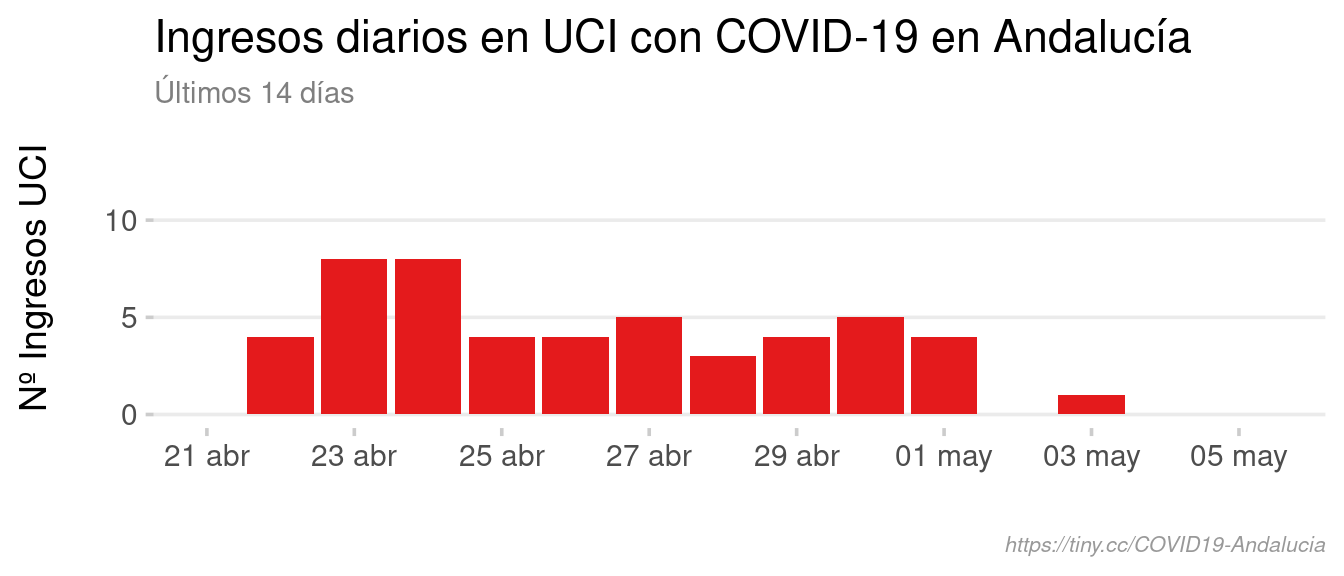 Ingresos diarios en UCI con COVID-19 en Andalucía
Últimos 14 días
Nº Ingresos UCI
10
5
0
21 abr
23 abr
25 abr
27 abr
29 abr
01 may
03 may
05 may
https://tiny.cc/COVID19-Andalucia